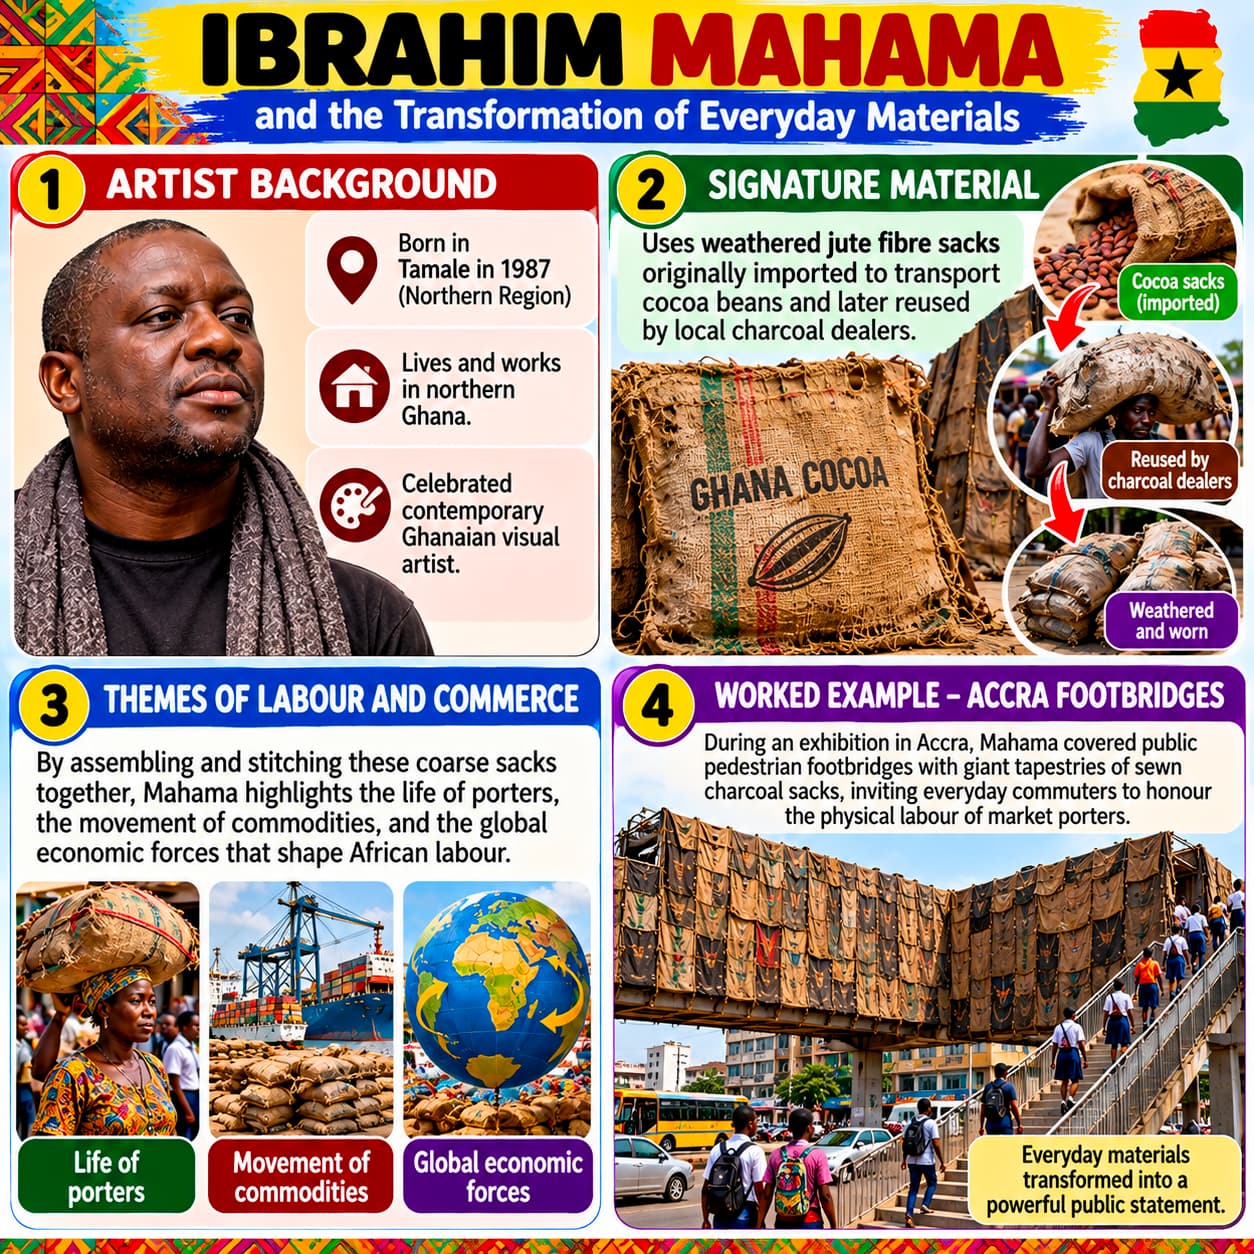 IBRAHIM MAHAMA
and the Transformation of Everyday Materials
1
ARTIST BACKGROUND
Born in
Tamale in 1987
(Northern Region)
Lives and works
in northern
Ghana.
Celebrated
contemporary
Ghanaian visual
artist.
2
SIGNATURE MATERIAL
Uses weathered jute fibre sacks
originally imported to transport
cocoa beans and later reused
by local charcoal dealers.
Cocoa sacks
(imported)
Reused by
charcoal dealers
Weathered
and worn
GHANA COCOA
3
THEMES OF LABOUR AND COMMERCE
By assembling and stitching these coarse sacks
together, Mahama highlights the life of porters,
the movement of commodities, and the global
economic forces that shape African labour.
Life of
porters
Movement of
commodities
Global economic
forces
4
WORKED EXAMPLE – ACCRA FOOTBRIDGES
During an exhibition in Accra, Mahama covered public
pedestrian footbridges with giant tapestries of sewn
charcoal sacks, inviting everyday commuters to honour
the physical labour of market porters.
Everyday materials
transformed into a
powerful public statement.